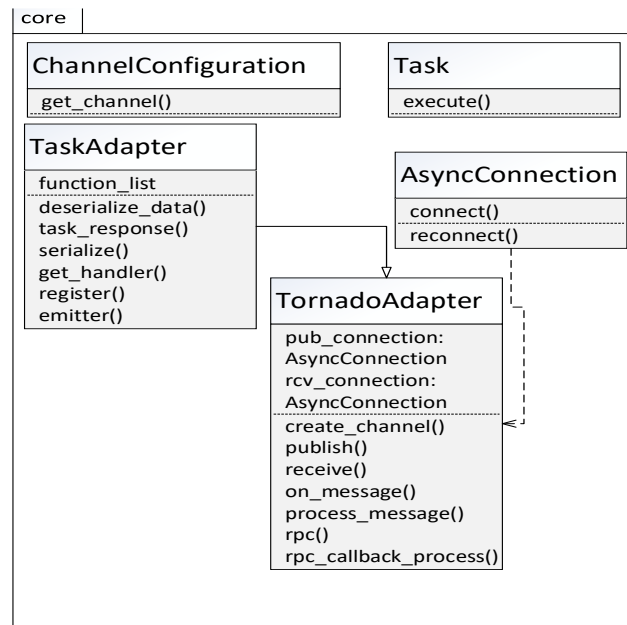 core
ChannelConfiguration
get_channel()
Task
execute()
TaskAdapter
function_list
deserialize_data()
task_response()
serialize()
get_handler()
register()
emitter()
AsyncConnection
connect()
reconnect()
TornadoAdapter
pub_connection:
AsyncConnection
rcv_connection:
AsyncConnection
create_channel()
publish()
receive()
on_message()
process_message()
rpc()
rpc_callback_process()